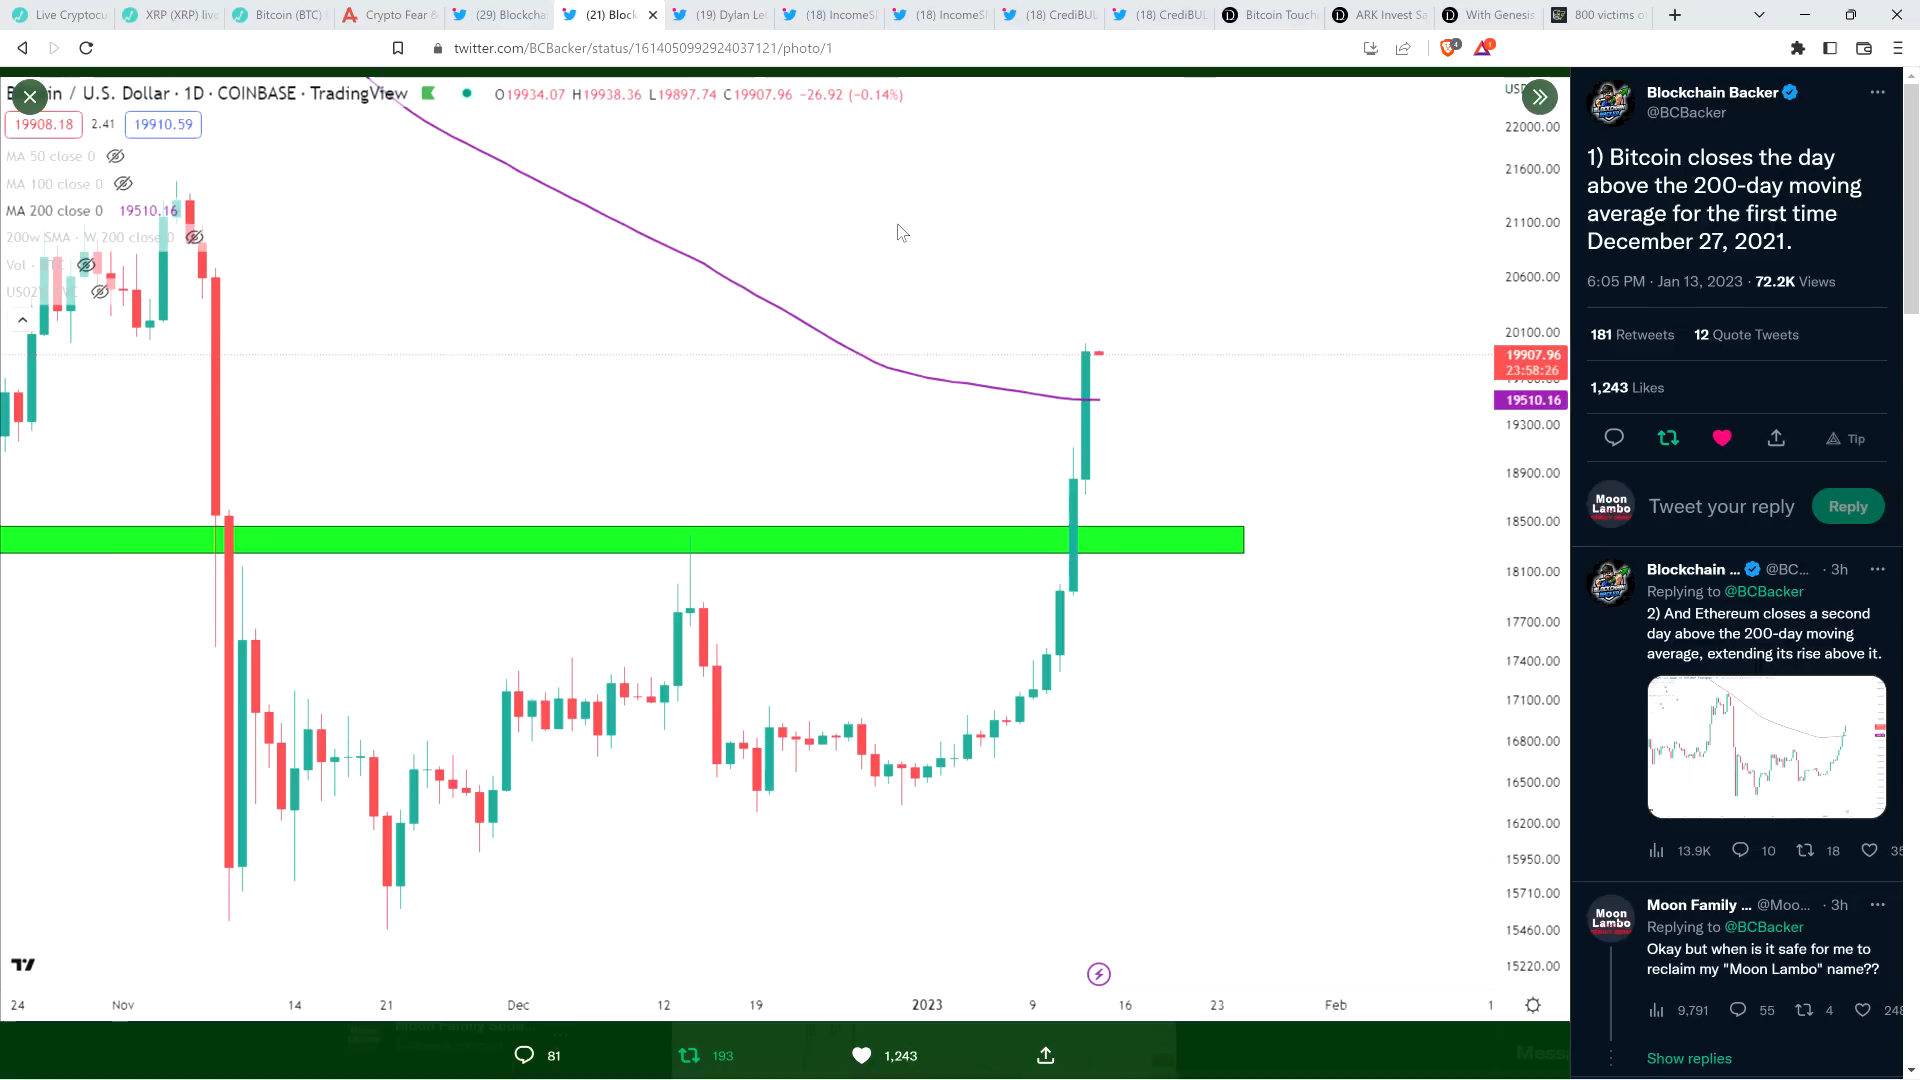 Live Cryptocu
XRP (XRP) live
Bitcoin (BTC)
Crypto Fear &
(29) Blockcha
(21) Block
(19) Dylan Le
(18) IncomeS
(18) IncomeS
(18) CrediBUL
(18) CrediBUL
Bitcoin Touch
ARK Invest Sa
With Genesis
800 victims o
twitter.com/BCBacker/status/1614050992924037121/photo/1
4
1
/ U.S. Dollar · 1D · COINBASE · TradingView
O19934.07 H19938.36 L19897.74 C19907.96 -26.92 (-0.14%)
19908.18
2.41
19910.59
MA 50 close 0
MA 100 close 0
MA 200 close 0 19510.16
200w SMA · W 200 close 0
Vol ·
22000.00
21600.00
21100.00
20600.00
20100.00
19907.96
23:58:26
19510.16
19300.00
18900.00
18500.00
18100.00
17700.00
17400.00
17100.00
16800.00
16500.00
16200.00
15950.00
15710.00
15460.00
15220.00
24
Nov
14
21
Dec
12
19
2023
9
16
23
Feb
1
81
193
1,243
Blockchain Backer
@BCBacker
1) Bitcoin closes the day
above the 200-day moving
average for the first time
December 27, 2021.
6:05 PM · Jan 13, 2023 · 72.2K Views
181 Retweets
12 Quote Tweets
1,243 Likes
Tip
Moon
Lambo
Tweet your reply
Reply
Blockchain ... @BC... · 3h
Replying to @BCBacker
2) And Ethereum closes a second
day above the 200-day moving
average, extending its rise above it.
13.9K
10
18
35
Moon
Lambo
Moon Family ... @Moo... · 3h
Replying to @BCBacker
Okay but when is it safe for me to
reclaim my "Moon Lambo" name??
9,791
55
4
248
Show replies